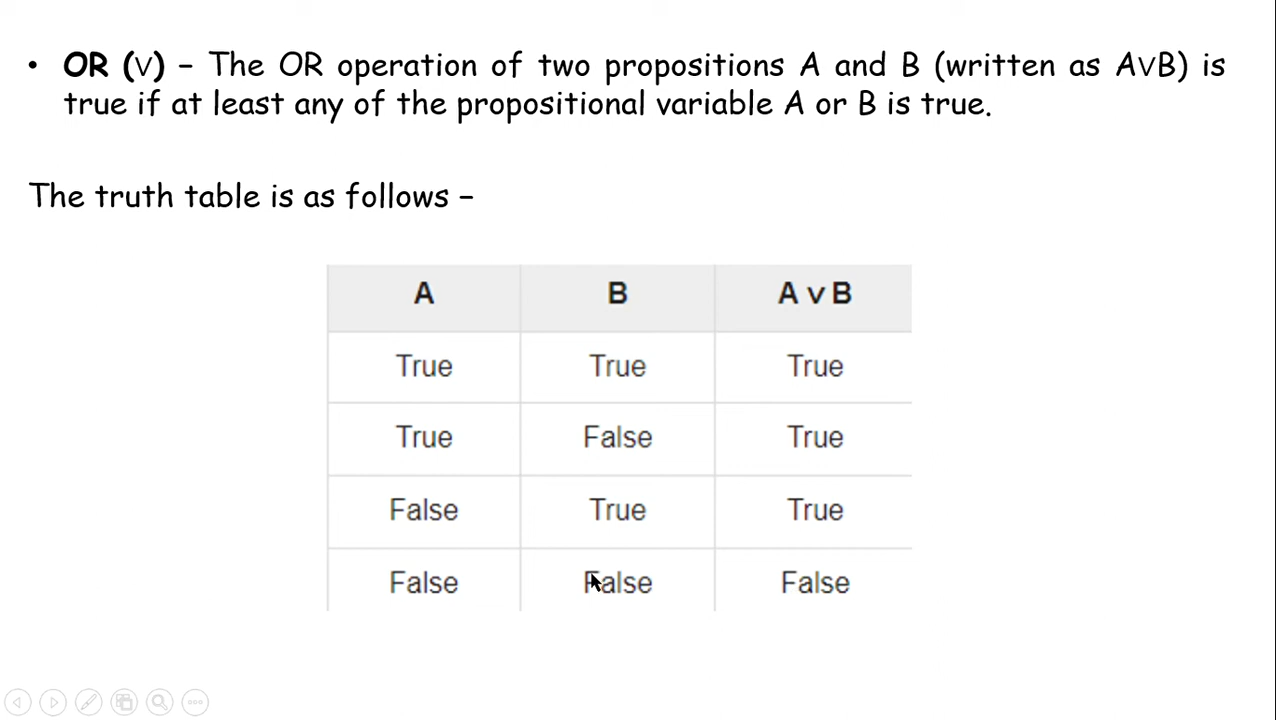 • OR (∨) – The OR operation of two propositions A and B (written as A∨B) is
true if at least any of the propositional variable A or B is true.
The truth table is as follows –
A B A ∨ B
True True True
True False True
False True True
False False False